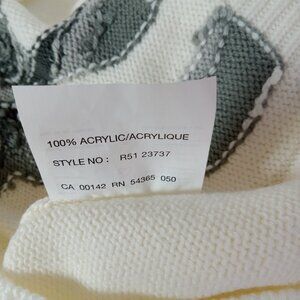 100% ACRYLIC/ACRYLIQUE
STYLE NO : R51 23737
CA 00142 RN 54365 050